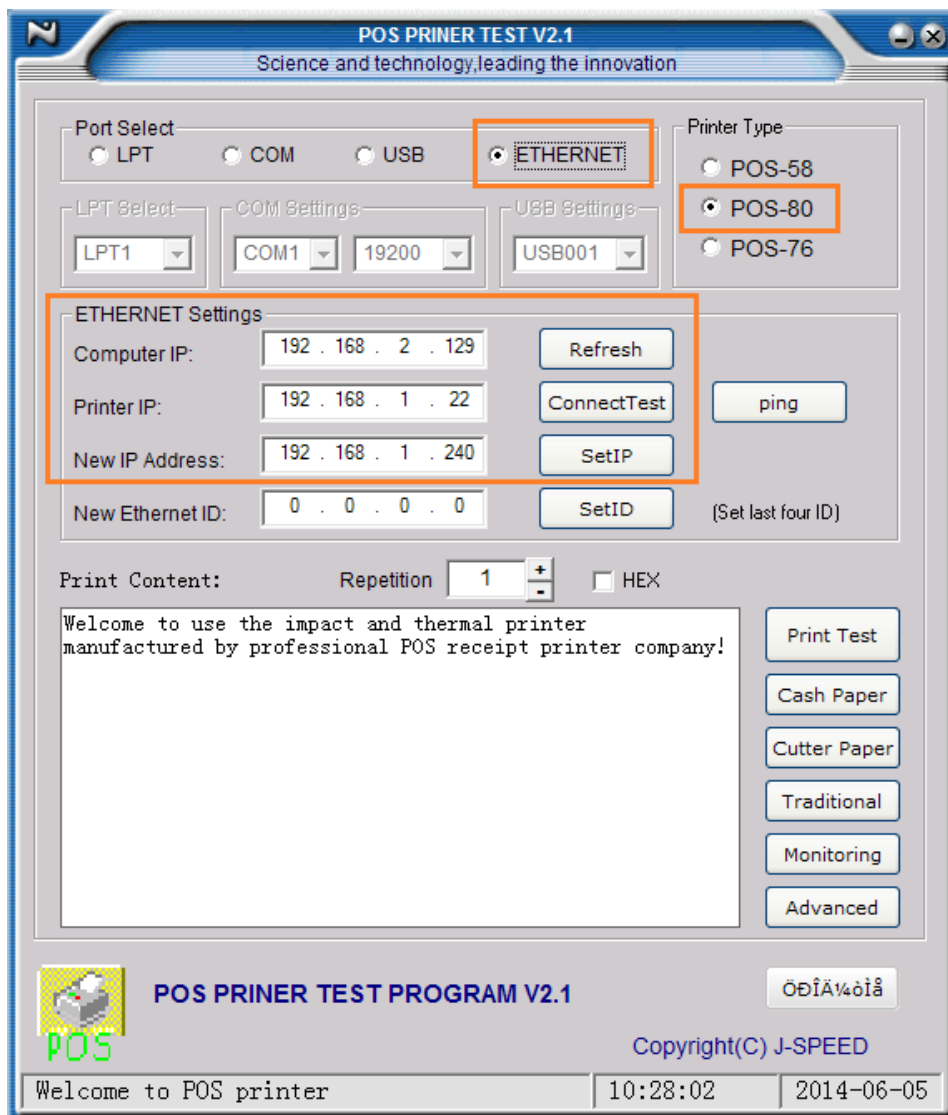 POS PRINER TEST V2.1
Science and technology,leading the innovation
Port Select
LPT COM USB ETHERNET
Printer Type
POS-58
POS-80
POS-76
LPT Select COM Settings USB Settings
LPT1 COM1 19200 USB001
ETHERNET Settings
Computer IP: 192 . 168 . 2 . 129 Refresh
Printer IP: 192 . 168 . 1 . 22 ConnectTest ping
New IP Address: 192 . 168 . 1 . 240 SetIP
New Ethernet ID: 0 . 0 . 0 . 0 SetID (Set last four ID)
Print Content: Repetition 1 + - HEX
Welcome to use the impact and thermal printer
manufactured by professional POS receipt printer company!
Print Test
Cash Paper
Cutter Paper
Traditional
Monitoring
Advanced
POS
POS PRINER TEST PROGRAM V2.1
ÖÐÎÄ¼òÌå
Copyright(C) J-SPEED
Welcome to POS printer 10:28:02 2014-06-05